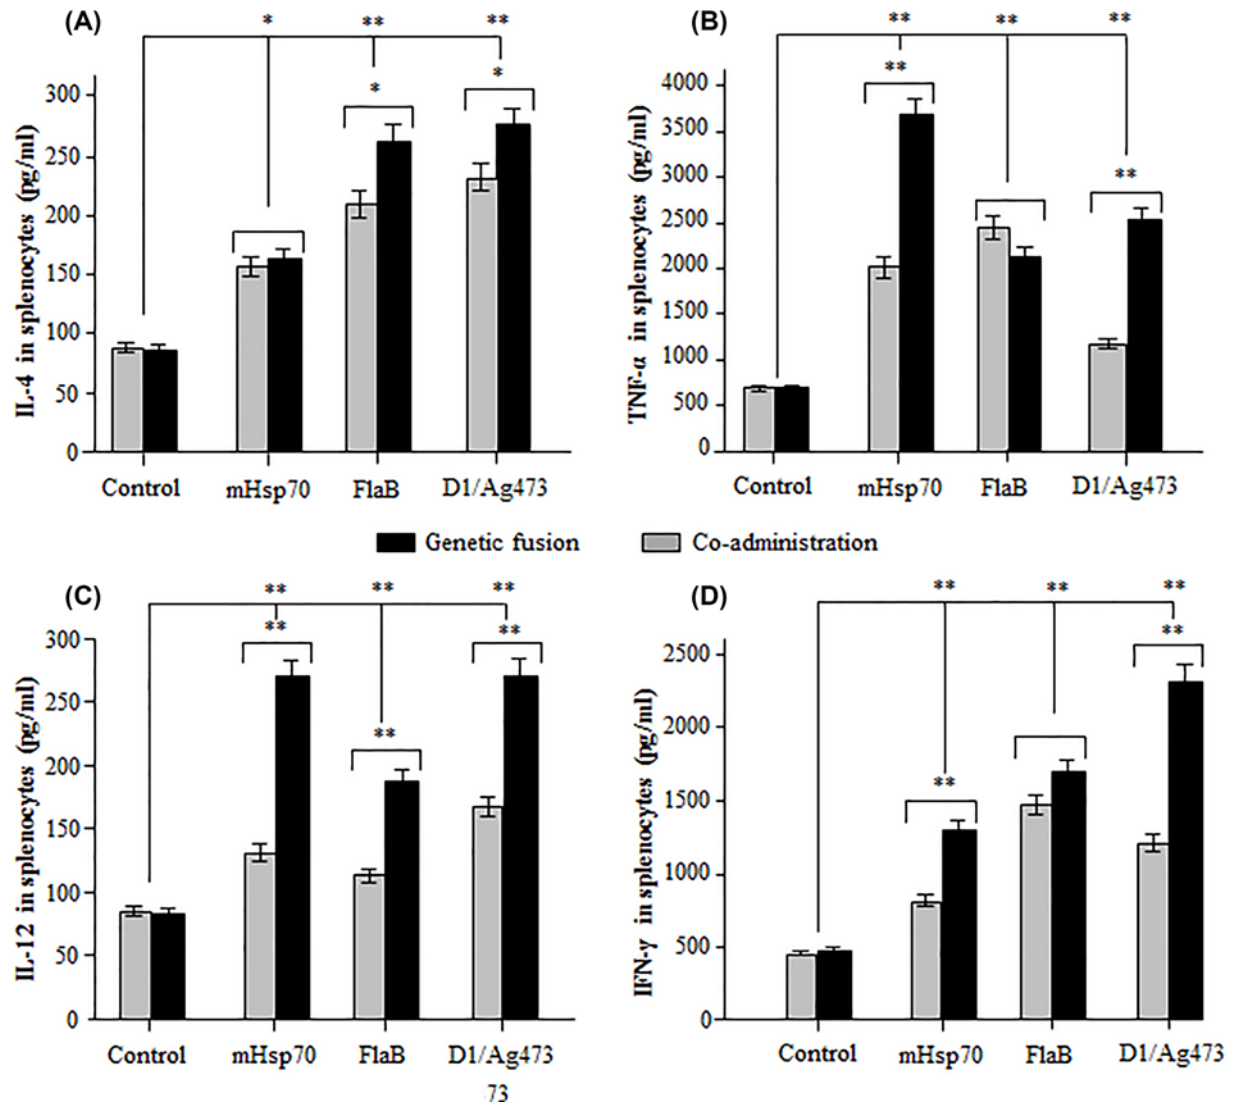 (A)
* ** **
*
*
300
250
200
150
100
50
0
IL-4 in splenocytes (pg/ml)
Control mHsp70 FlaB D1/Ag473
(B)
** ** **
**
**
4000
3500
3000
2500
2000
1500
1000
500
0
TNF-α in splenocytes (pg/ml)
Control mHsp70 FlaB D1/Ag473
Genetic fusion Co-administration
(C)
** ** **
** **
**
300
250
200
150
100
50
0
IL-12 in splenocytes (pg/ml)
Control mHsp70 FlaB D1/Ag473
73
(D)
** ** **
**
**
2500
2000
1500
1000
500
0
IFN-γ in splenocytes (pg/ml)
Control mHsp70 FlaB D1/Ag473